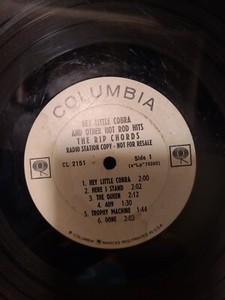 COLUMBIA
HEY LITTLE COBRA
AND OTHER HOT ROD HITS
THE RIP CHORDS
RADIO STATION COPY - NOT FOR RESALE
CL 2151 Side 1
1. HEY LITTLE COBRA 2:00
2. HERE I STAND 2:02
3. THE QUEEN 2:12
4. 409 1:30
5. TROPHY MACHINE 1:44
6. GONE 2:03